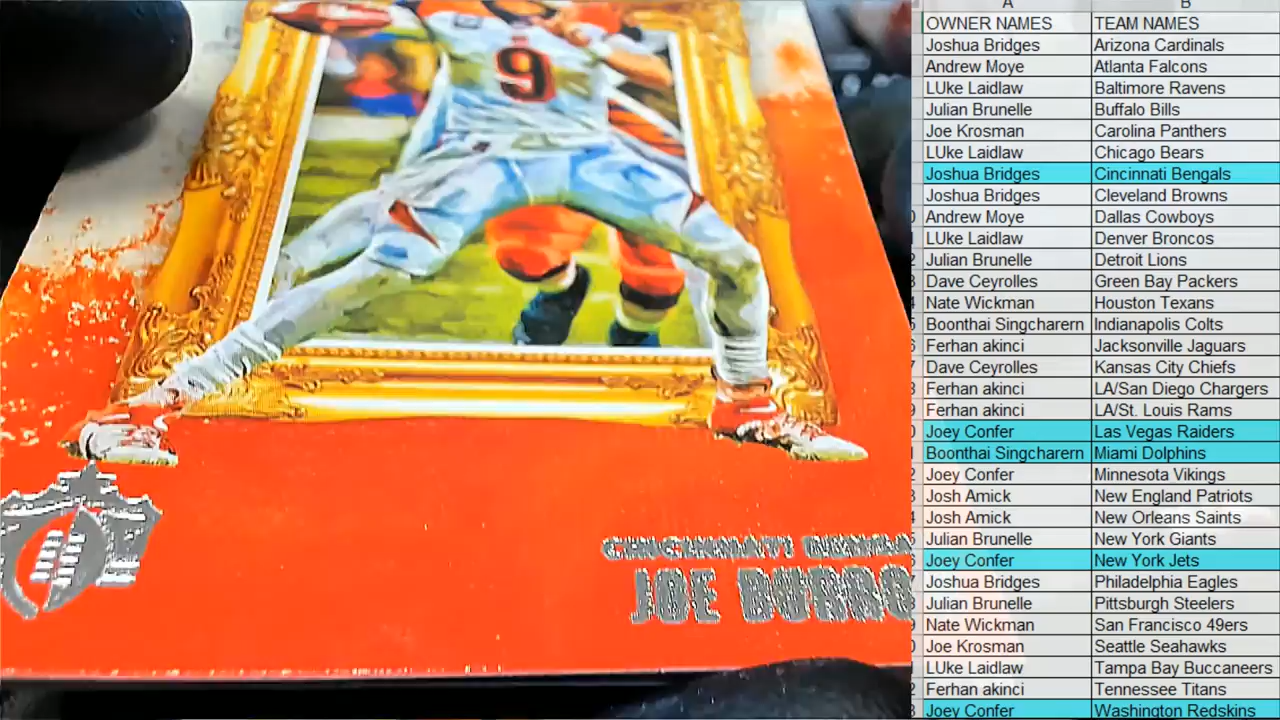 9
CINCINNATI
JOE
A B
OWNER NAMES TEAM NAMES
Joshua Bridges Arizona Cardinals
Andrew Moye Atlanta Falcons
LUke Laidlaw Baltimore Ravens
Julian Brunelle Buffalo Bills
Joe Krosman Carolina Panthers
LUke Laidlaw Chicago Bears
Joshua Bridges Cincinnati Bengals
Joshua Bridges Cleveland Browns
Andrew Moye Dallas Cowboys
LUke Laidlaw Denver Broncos
Julian Brunelle Detroit Lions
Dave Ceyrolles Green Bay Packers
Nate Wickman Houston Texans
Boonthai Singcharern Indianapolis Colts
Ferhan akinci Jacksonville Jaguars
Dave Ceyrolles Kansas City Chiefs
Ferhan akinci LA/San Diego Chargers
Ferhan akinci LA/St. Louis Rams
Joey Confer Las Vegas Raiders
Boonthai Singcharern Miami Dolphins
Joey Confer Minnesota Vikings
Josh Amick New England Patriots
Josh Amick New Orleans Saints
Julian Brunelle New York Giants
Joey Confer New York Jets
Joshua Bridges Philadelphia Eagles
Julian Brunelle Pittsburgh Steelers
Nate Wickman San Francisco 49ers
Joe Krosman Seattle Seahawks
LUke Laidlaw Tampa Bay Buccaneers
Ferhan akinci Tennessee Titans
Joey Confer Washington Redskins